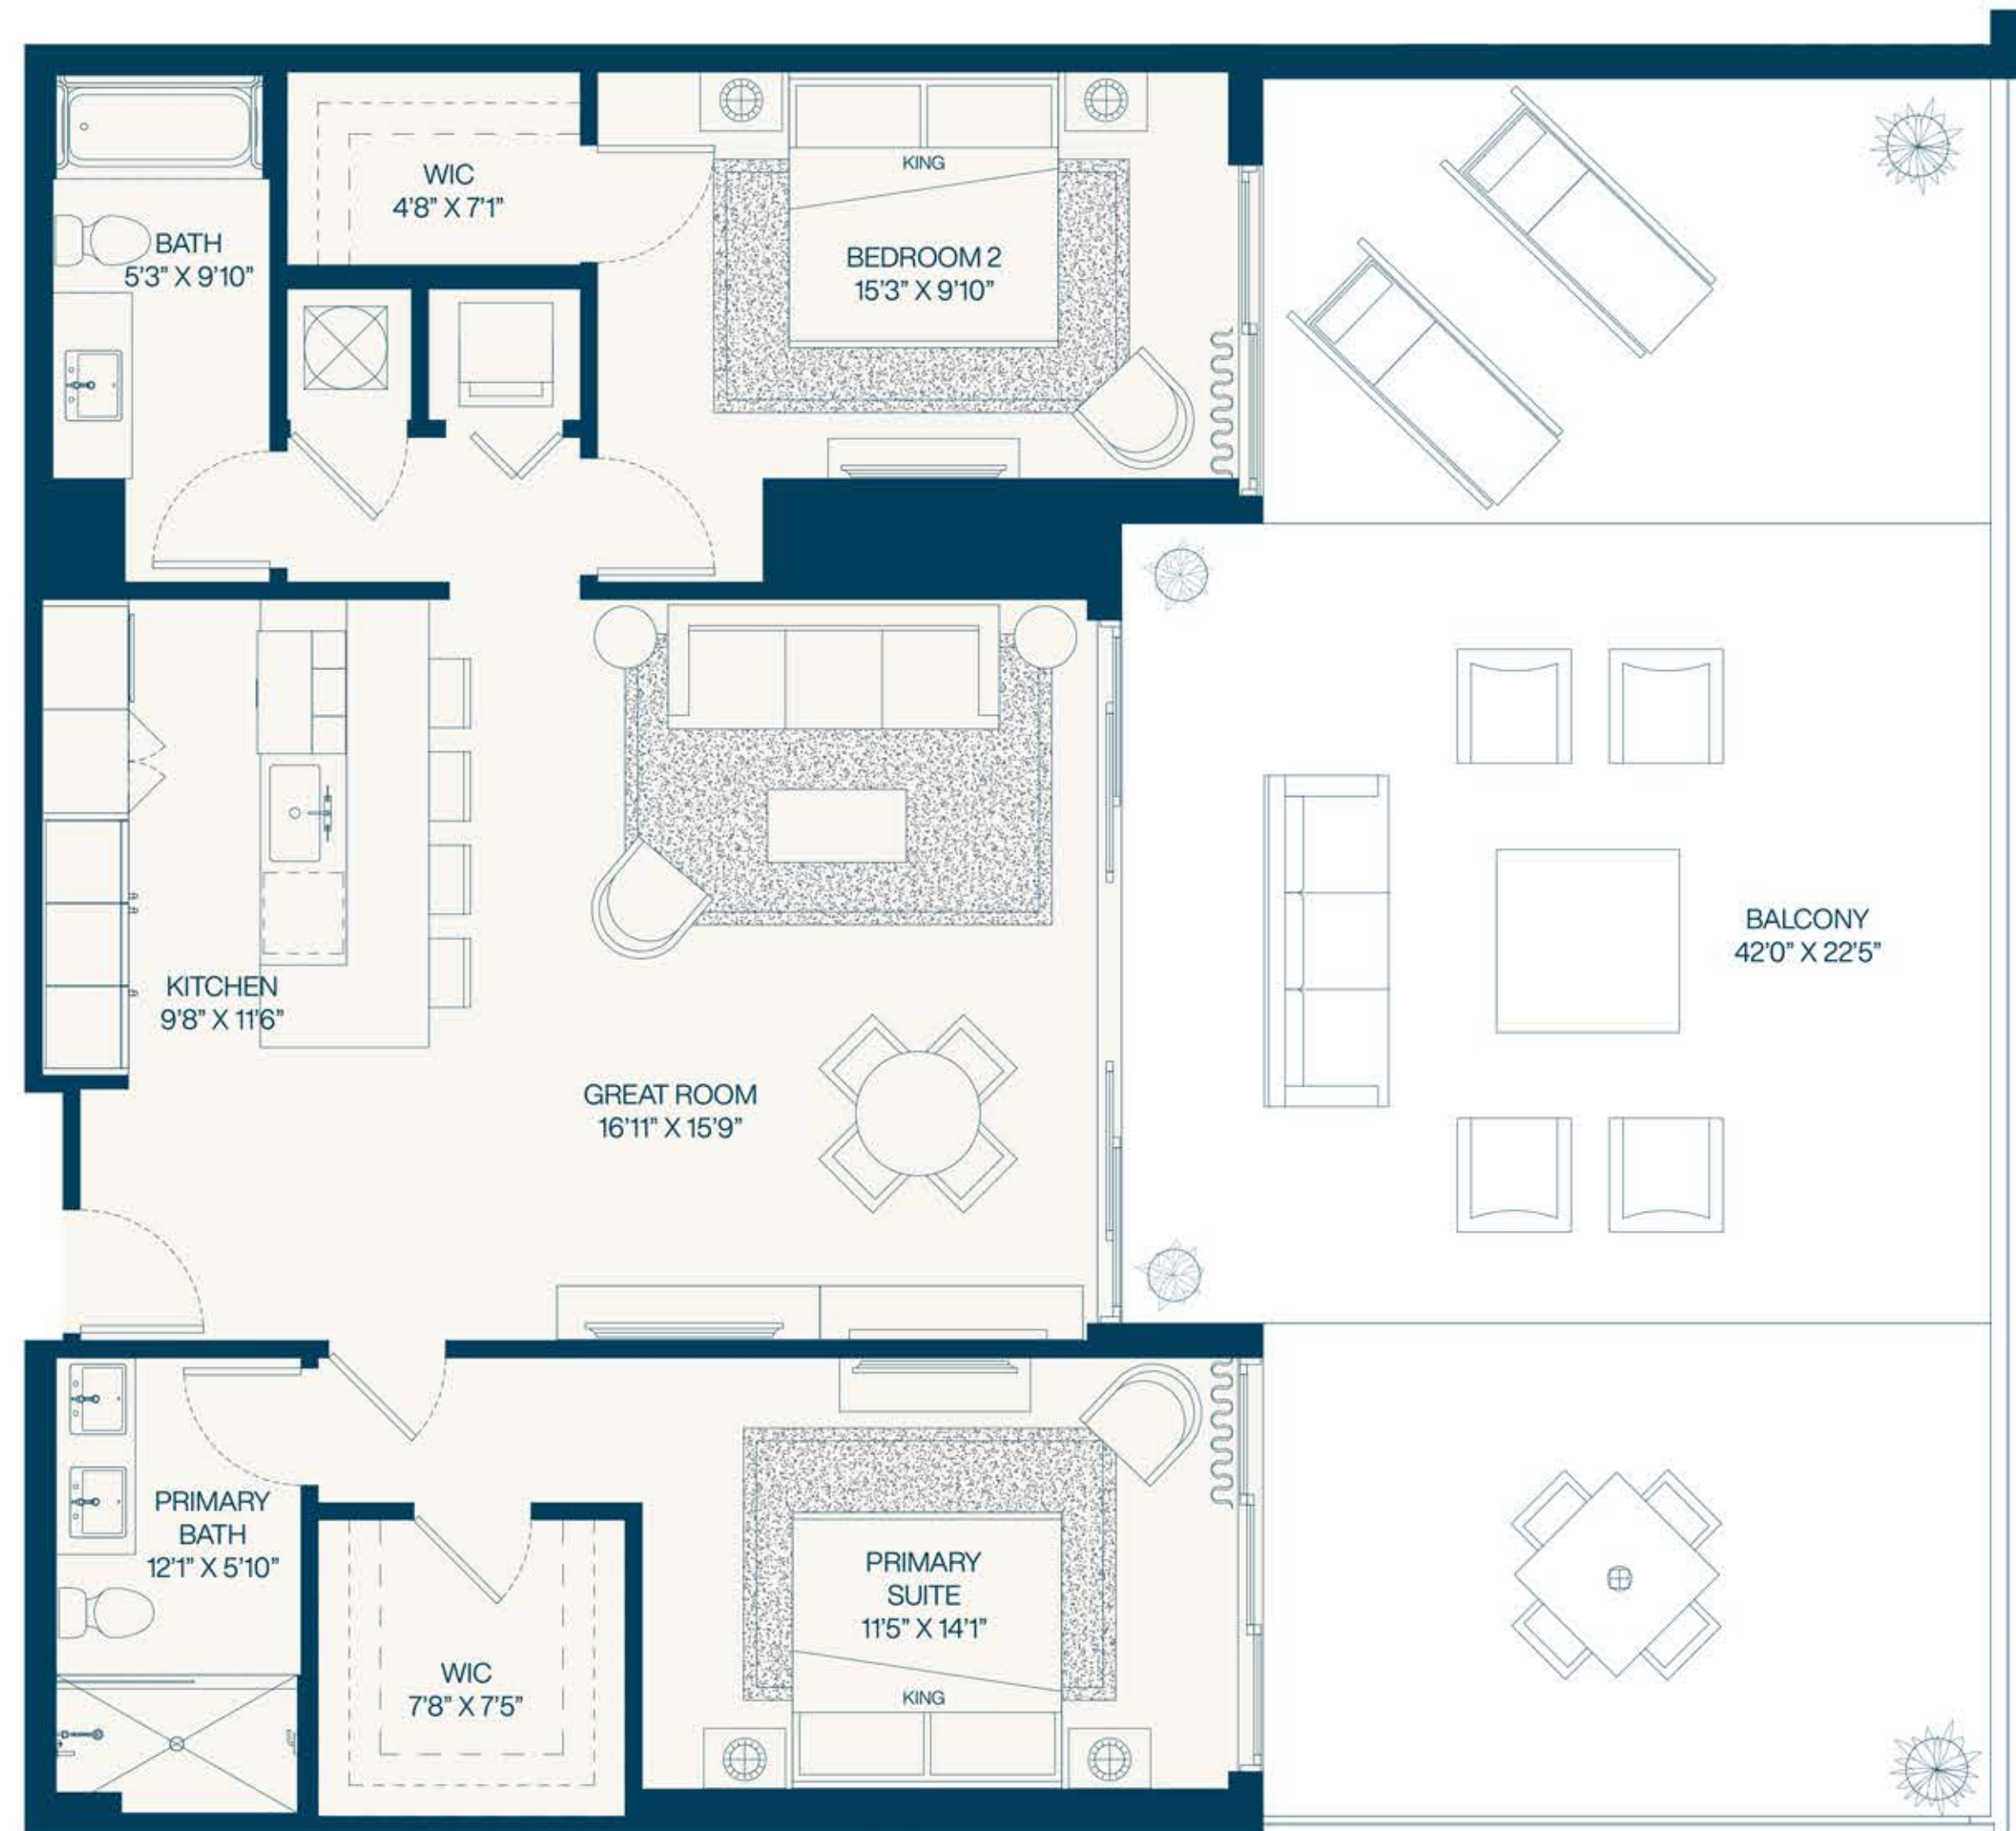 WIC
4'8" X 7'1"
KING
BATH
5'3" X 9'10"
BEDROOM 2
15'3" X 9'10"
BALCONY
42'0" X 22'5"
KITCHEN
9'8" X 11'6"
GREAT ROOM
16'11" X 15'9"
PRIMARY
BATH
12'1" X 5'10"
PRIMARY
SUITE
11'5" X 14'1"
WIC
7'8" X 7'5"
KING